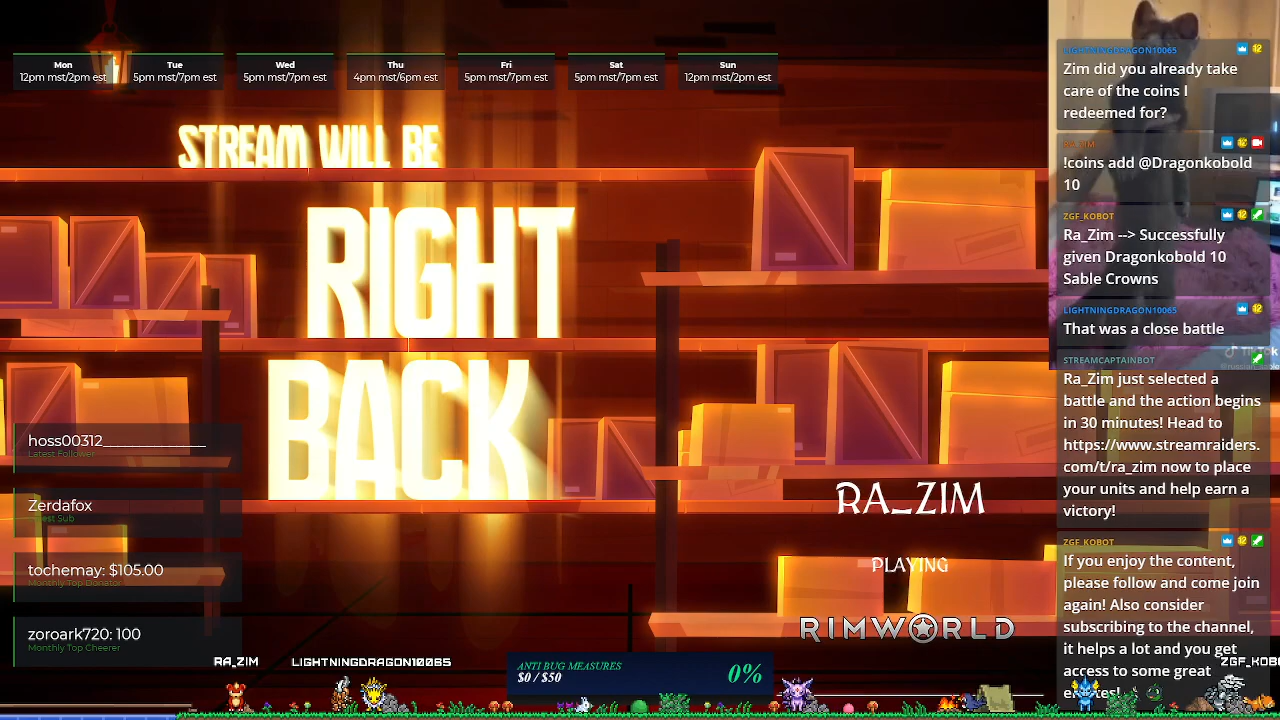 Mon
12pm mst/2pm est
Tue
5pm mst/7pm est
Wed
5pm mst/7pm est
Thu
4pm mst/6pm est
Fri
5pm mst/7pm est
Sat
5pm mst/7pm est
Sun
12pm mst/2pm est
STREAM WILL BE
RIGHT
BACK
hoss00312__________________
Latest Follower
Zerdafox
tochemay: $105.00
Monthly Top Donator
zoroark720: 100
Monthly Top Cheerer
RA_ZIM
PLAYING
RIMWORLD
RA_ZIM
LIGHTNINGDRAGON10085
ANTI BUG MEASURES
$0 / $50
0%
LIGHTNINGDRAGON10065
Zim did you already take
care of the coins I
redeemed for?
RA_ZIM
!coins add @Dragonkobold
10
ZGF_KOBOT
Ra_Zim --> Successfully
given Dragonkobold 10
Sable Crowns
LIGHTNINGDRAGON10065
That was a close battle
STREAMCAPTAINBOT
Ra_Zim just selected a
battle and the action begins
in 30 minutes! Head to
https://www.streamraiders.
com/t/ra_zim now to place
your units and help earn a
victory!
ZGF_KOBOT
If you enjoy the content,
please follow and come join
again! Also consider
subscribing to the channel,
it helps a lot and you get
access to some great